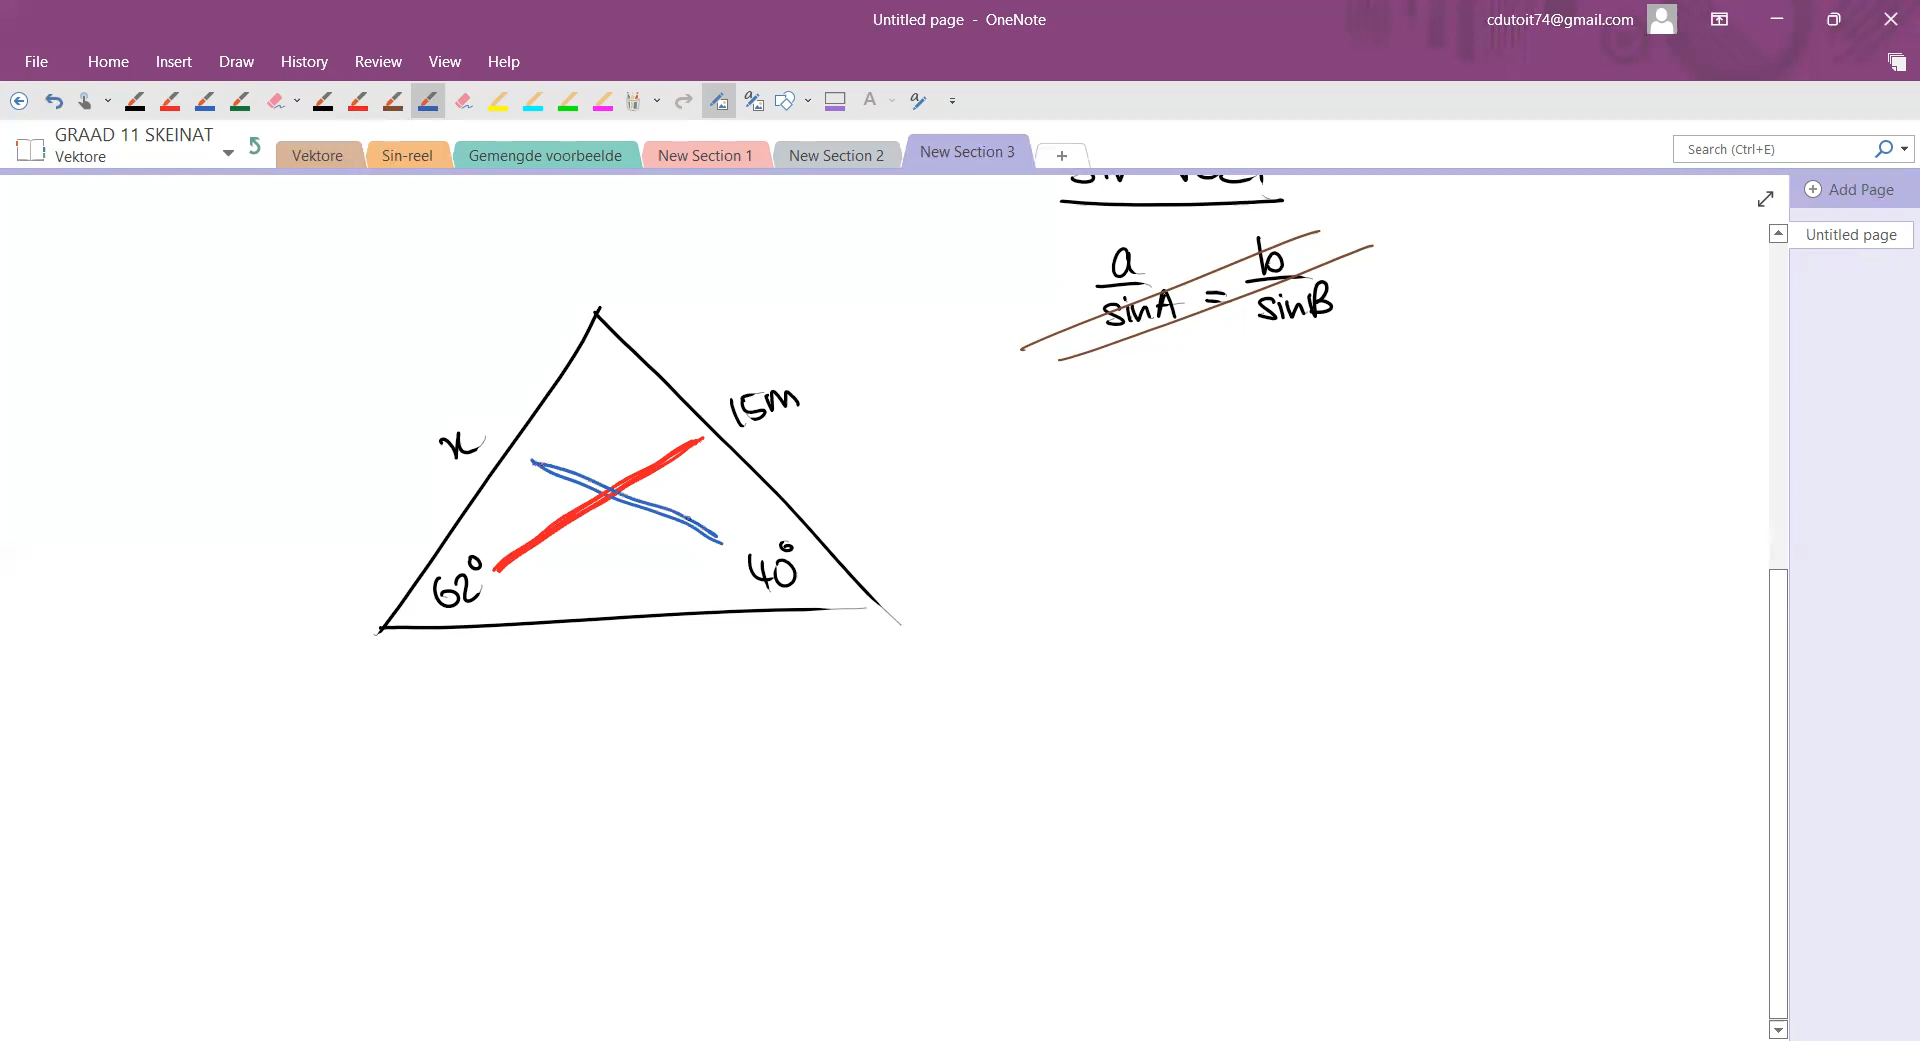 Untitled page - OneNote
cdutoit74@gmail.com
File Home Insert Draw History Review View Help
GRAAD 11 SKEINAT
Vektore
Vektore Sin-reel Gemengde voorbeelde New Section 1 New Section 2 New Section 3
Search (Ctrl+E)
Add Page
Untitled page
a/sinA = b/sinB
15m
x
62°
40°